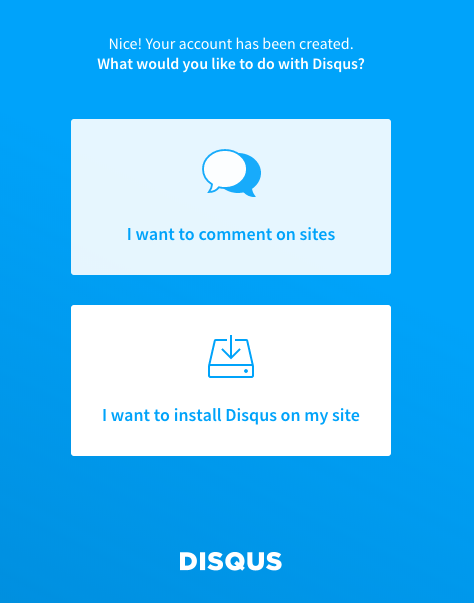 Nice! Your account has been created.
What would you like to do with Disqus?
I want to comment on sites
I want to install Disqus on my site
DISQUS